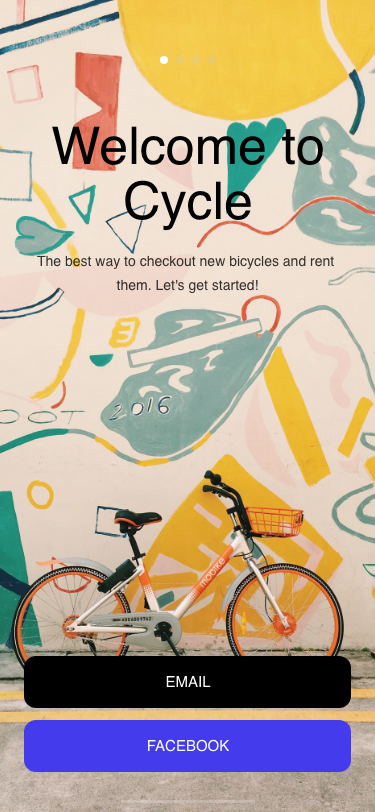 Welcome to
Cycle
The best way to checkout new bicycles and rent
them. Let's get started!
OOT 2016
mobike
EMAIL
FACEBOOK